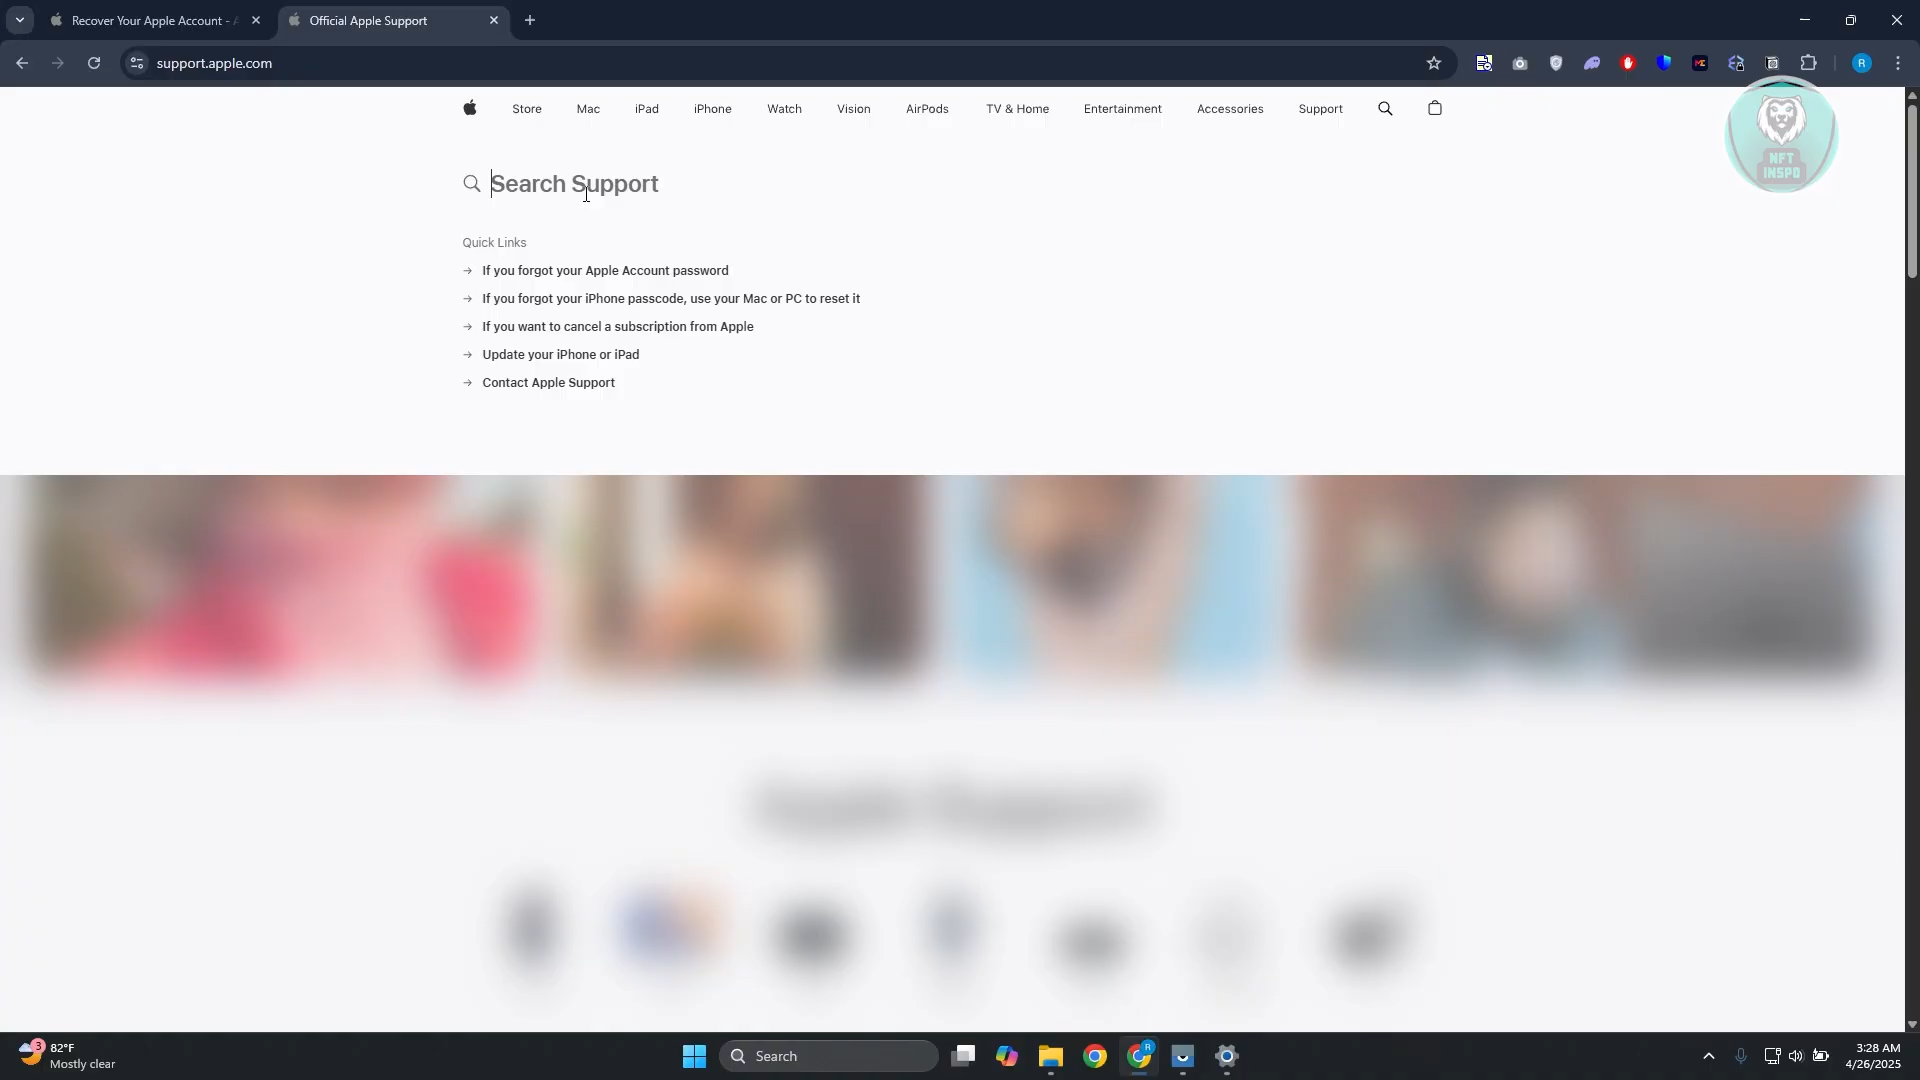 Recover Your Apple Account - A
Official Apple Support
support.apple.com
R
Store Mac iPad iPhone Watch Vision AirPods TV & Home Entertainment Accessories Support
NFT
INSPO
Search Support
Quick Links
If you forgot your Apple Account password
If you forgot your iPhone passcode, use your Mac or PC to reset it
If you want to cancel a subscription from Apple
Update your iPhone or iPad
Contact Apple Support
3
82°F
Mostly clear
Search
R
3:28 AM
4/26/2025